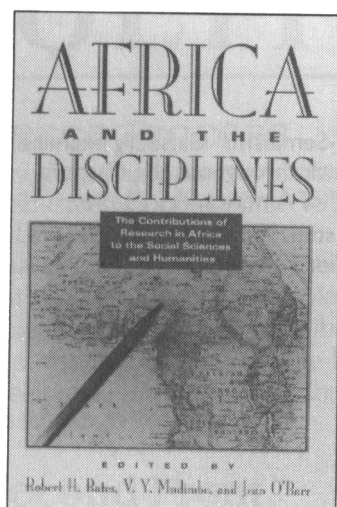 AFRICA
AND THE
DISCIPLINES
The Contributions of
Research in Africa
to the Social Sciences
and Humanities
EDITED BY
Robert H. Bates, V. Y. Mudimbe, and Jean O'Barr